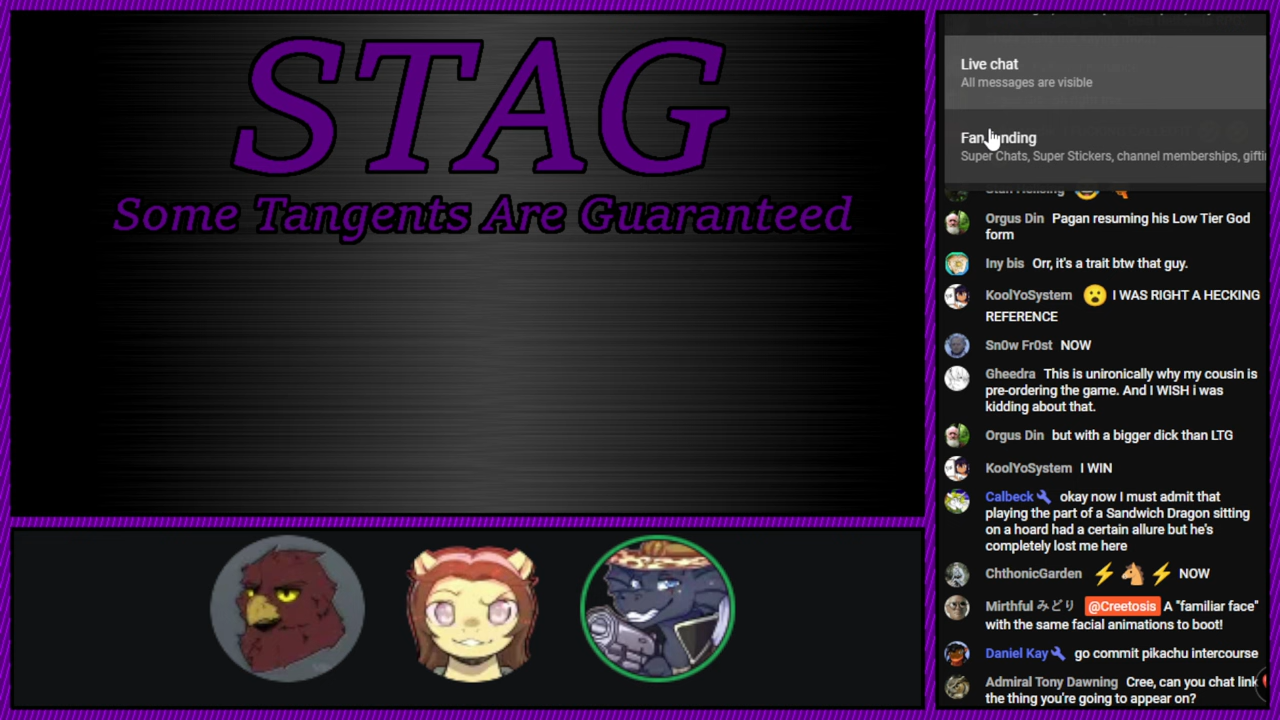 STAG
Some Tangents Are Guaranteed
Live chat
All messages are visible
Fan funding
Super Chats, Super Stickers, channel memberships,
Orgus Din Pagan resuming his Low Tier God
form
Iny bis Orr, it's a trait btw that guy.
KoolYoSystem 😮 I WAS RIGHT A HECKING
REFERENCE
Sn0w Fr0st NOW
Gheedra This is unironically why my cousin is
pre-ordering the game. And I WISH i was
kidding about that.
Orgus Din but with a bigger dick than LTG
KoolYoSystem I WIN
Calbeck okay now I must admit that
playing the part of a Sandwich Dragon sitting
on a hoard had a certain allure but he's
completely lost me here
ChthonicGarden ⚡🐴⚡ NOW
Mirthful みどり @Creetosis A "familiar face"
with the same facial animations to boot!
Daniel Kay go commit pikachu intercourse
Admiral Tony Dawning Cree, can you chat link
the thing you're going to appear on?